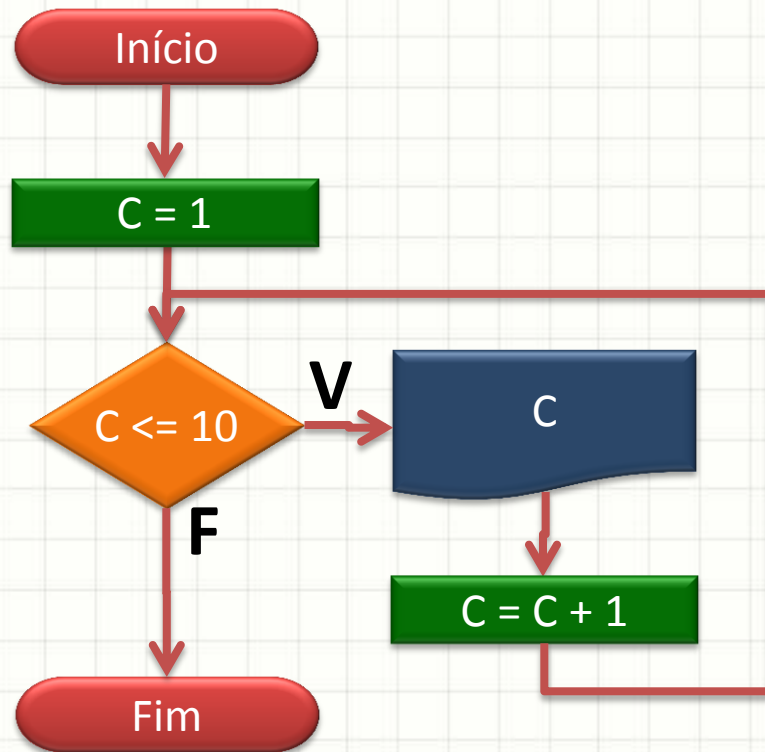 Início
C = 1
C <= 10
V
C
F
C = C + 1
Fim